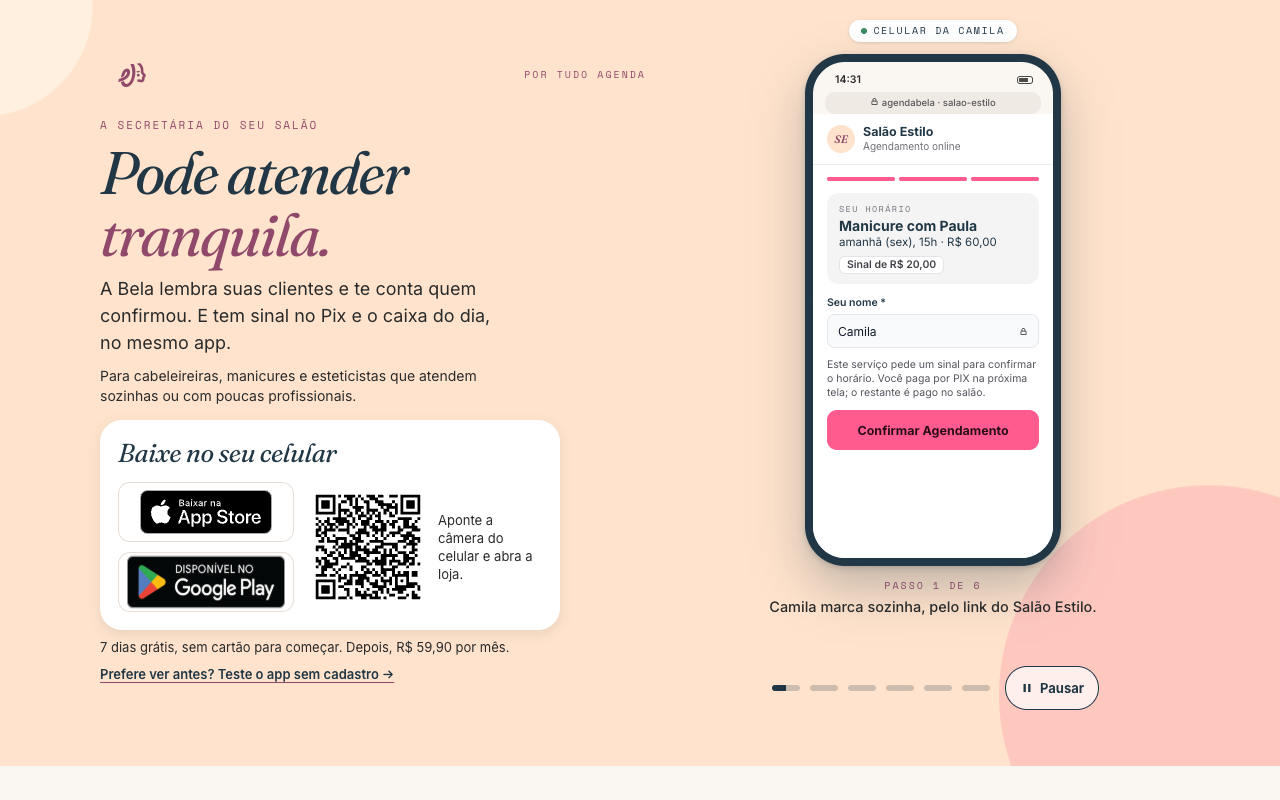 POR TUDO AGENDA
A SECRETÁRIA DO SEU SALÃO
Pode atender
tranquila.
A Bela lembra suas clientes e te conta quem
confirmou. E tem sinal no Pix e o caixa do dia,
no mesmo app.
Para cabeleireiras, manicures e esteticistas que atendem
sozinhas ou com poucas profissionais.
Baixe no seu celular
Baixar na
App Store
DISPONÍVEL NO
Google Play
Aponte a
câmera do
celular e abra a
loja.
7 dias grátis, sem cartão para começar. Depois, R$ 59,90 por mês.
Prefere ver antes? Teste o app sem cadastro →
CELULAR DA CAMILA
14:31
agendabela · salao-estilo
SE
Salão Estilo
Agendamento online
SEU HORÁRIO
Manicure com Paula
amanhã (sex), 15h · R$ 60,00
Sinal de R$ 20,00
Seu nome *
Camila
Este serviço pede um sinal para confirmar
o horário. Você paga por PIX na próxima
tela; o restante é pago no salão.
Confirmar Agendamento
PASSO 1 DE 6
Camila marca sozinha, pelo link do Salão Estilo.
Pausar